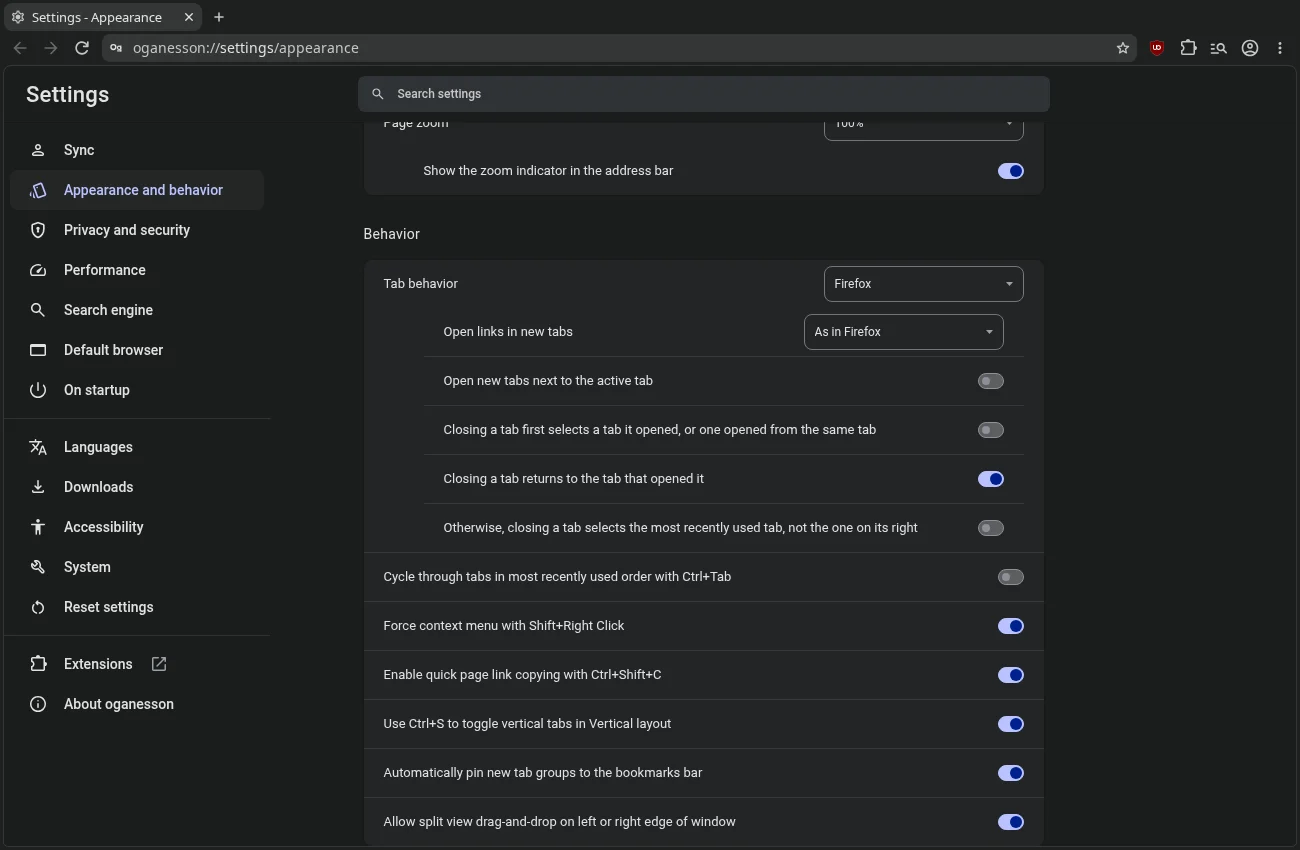 Settings - Appearance
Og oganesson://settings/appearance
Settings
Search settings
Sync
Appearance and behavior
Privacy and security
Performance
Search engine
Default browser
On startup
Languages
Downloads
Accessibility
System
Reset settings
Extensions
About oganesson
Page zoom 100%
Show the zoom indicator in the address bar
Behavior
Tab behavior Firefox
Open links in new tabs As in Firefox
Open new tabs next to the active tab
Closing a tab first selects a tab it opened, or one opened from the same tab
Closing a tab returns to the tab that opened it
Otherwise, closing a tab selects the most recently used tab, not the one on its right
Cycle through tabs in most recently used order with Ctrl+Tab
Force context menu with Shift+Right Click
Enable quick page link copying with Ctrl+Shift+C
Use Ctrl+S to toggle vertical tabs in Vertical layout
Automatically pin new tab groups to the bookmarks bar
Allow split view drag-and-drop on left or right edge of window